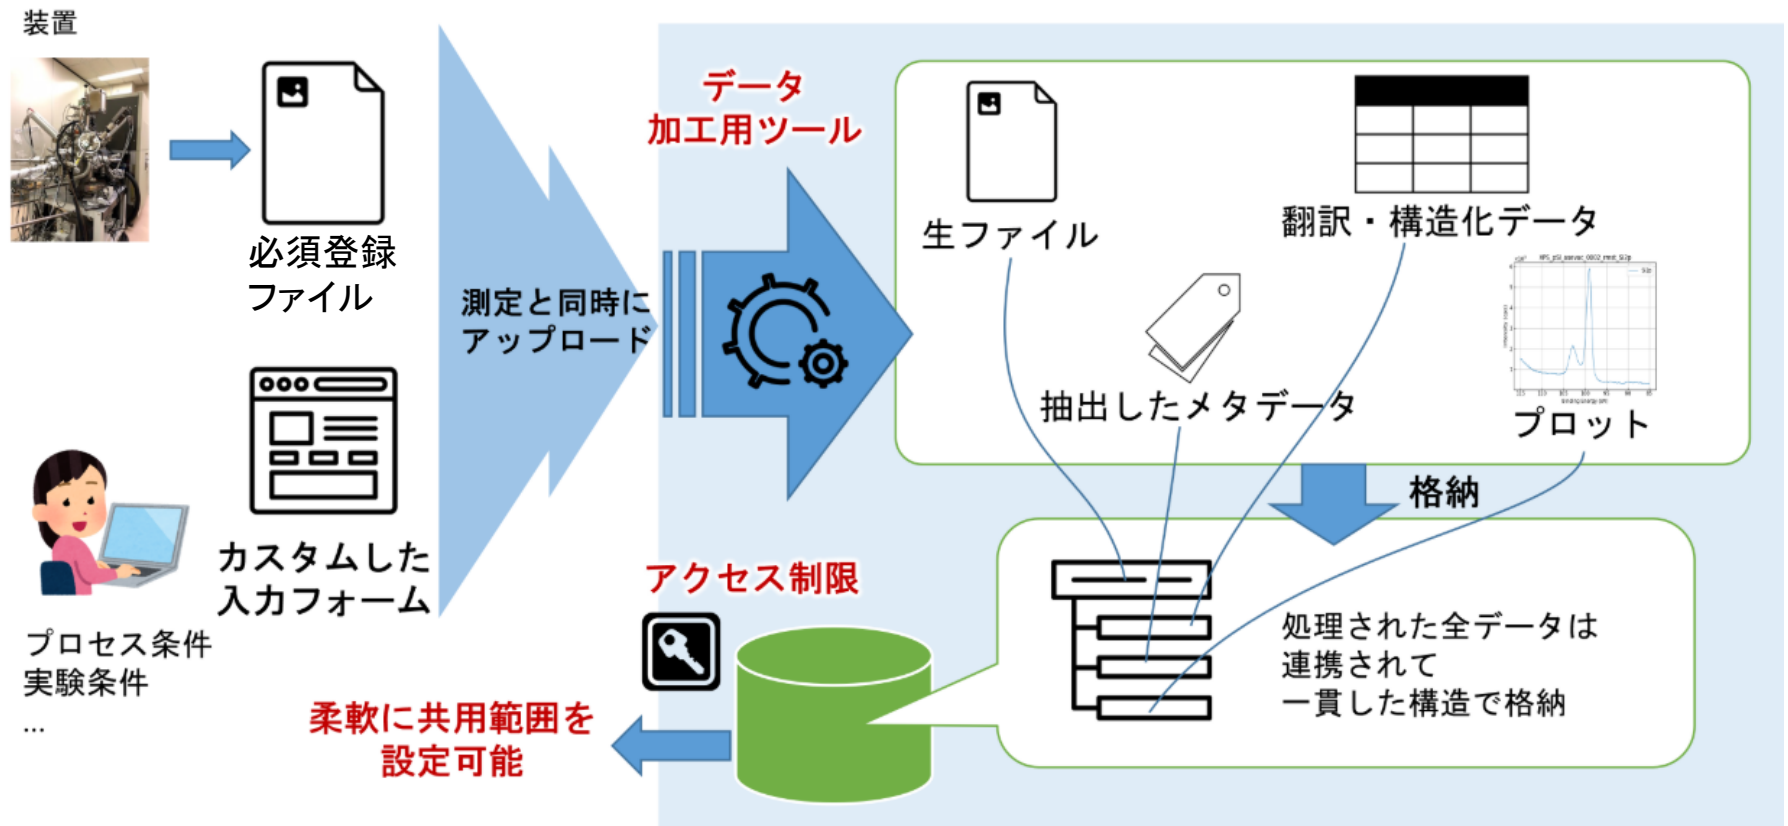 装置
必須登録
ファイル
カスタムした
入力フォーム
プロセス条件
実験条件
...
測定と同時に
アップロード
データ
加工用ツール
生ファイル
翻訳・構造化データ
抽出したメタデータ
プロット
格納
処理された全データは
連携されて
一貫した構造で格納
アクセス制限
柔軟に共用範囲を
設定可能